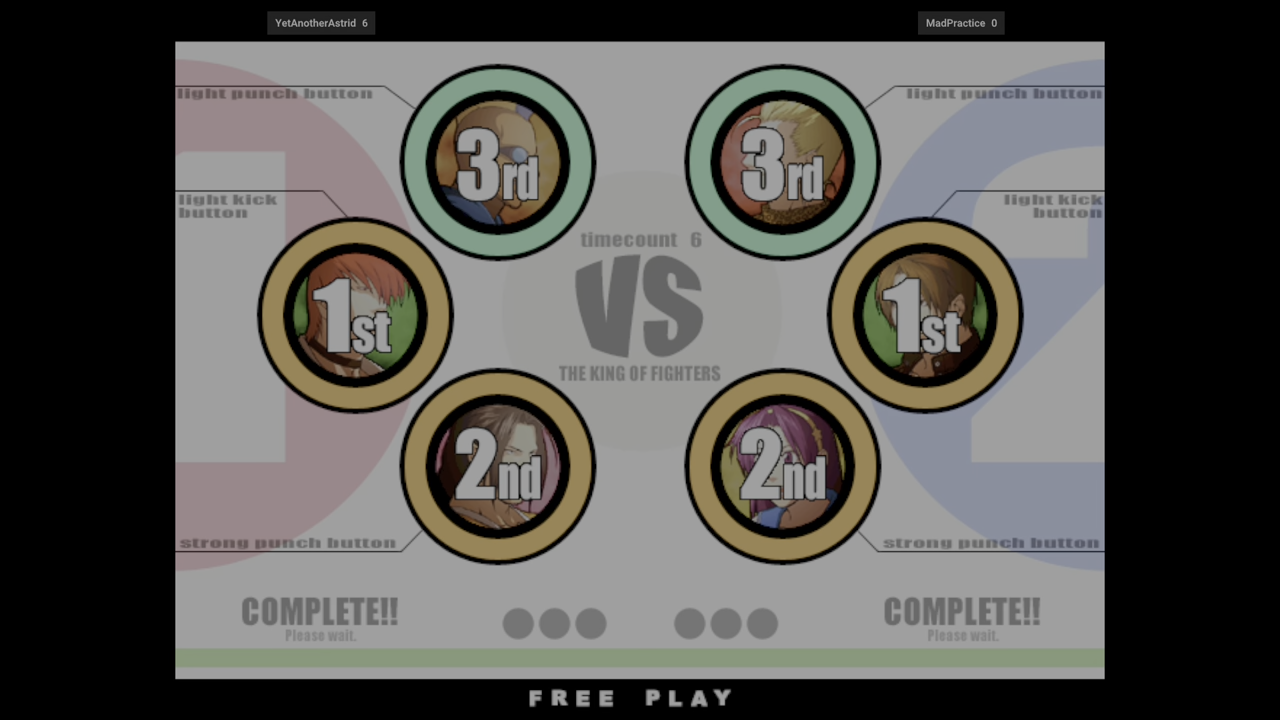 YetAnotherAstrid 6
MadPractice 0
light punch button
light punch button
3rd
3rd
light kick
button
light kick
button
timecount 6
VS
THE KING OF FIGHTERS
1st
1st
2nd
2nd
strong punch button
strong punch button
COMPLETE!!
Please wait.
COMPLETE!!
Please wait.
FREE PLAY
1
2